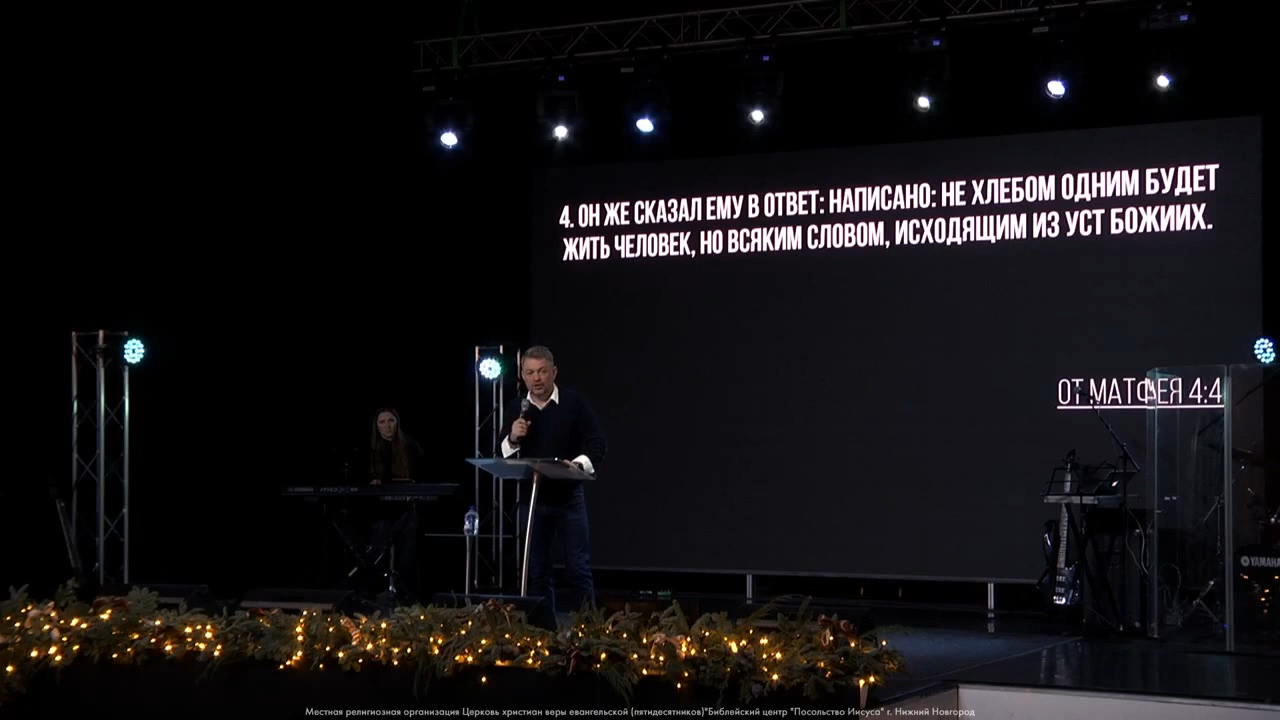 4. ОН ЖЕ СКАЗАЛ ЕМУ В ОТВЕТ: НАПИСАНО: НЕ ХЛЕБОМ ОДНИМ БУДЕТ
ЖИТЬ ЧЕЛОВЕК, НО ВСЯКИМ СЛОВОМ, ИСХОДЯЩИМ ИЗ УСТ БОЖИИХ.
ОТ МАТФЕЯ 4:4
YAMAHA
Местная религиозная организация Церковь христиан веры евангельской (пятидесятников)"Библейский центр "Посольство Иисуса" г. Нижний Новгород